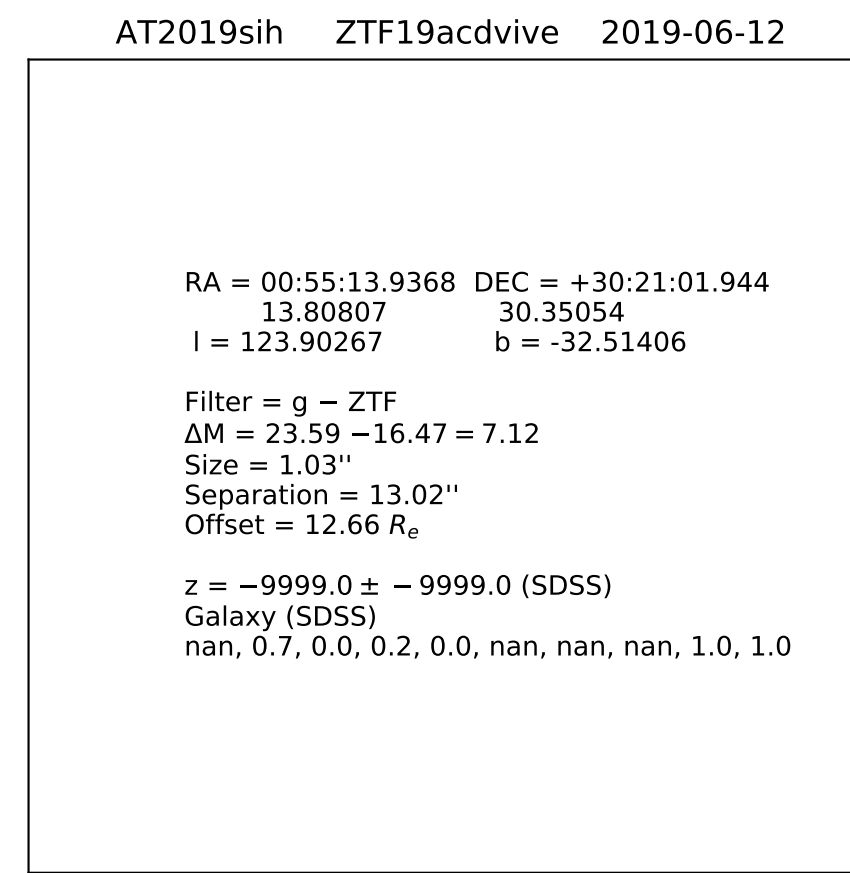 AT2019sih ZTF19acdvive 2019-06-12
RA = 00:55:13.9368 DEC = +30:21:01.944
13.80807 30.35054
l = 123.90267 b = -32.51406
Filter = g − ZTF
ΔM = 23.59 −16.47 = 7.12
Size = 1.03''
Separation = 13.02''
Offset = 12.66 Re
z = −9999.0 ± −9999.0 (SDSS)
Galaxy (SDSS)
nan, 0.7, 0.0, 0.2, 0.0, nan, nan, nan, 1.0, 1.0